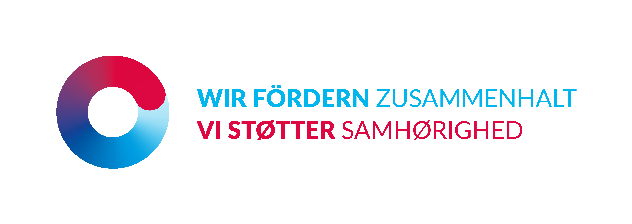 WIR FÖRDERN ZUSAMMENHALT
VI STØTTER SAMHØRIGHED